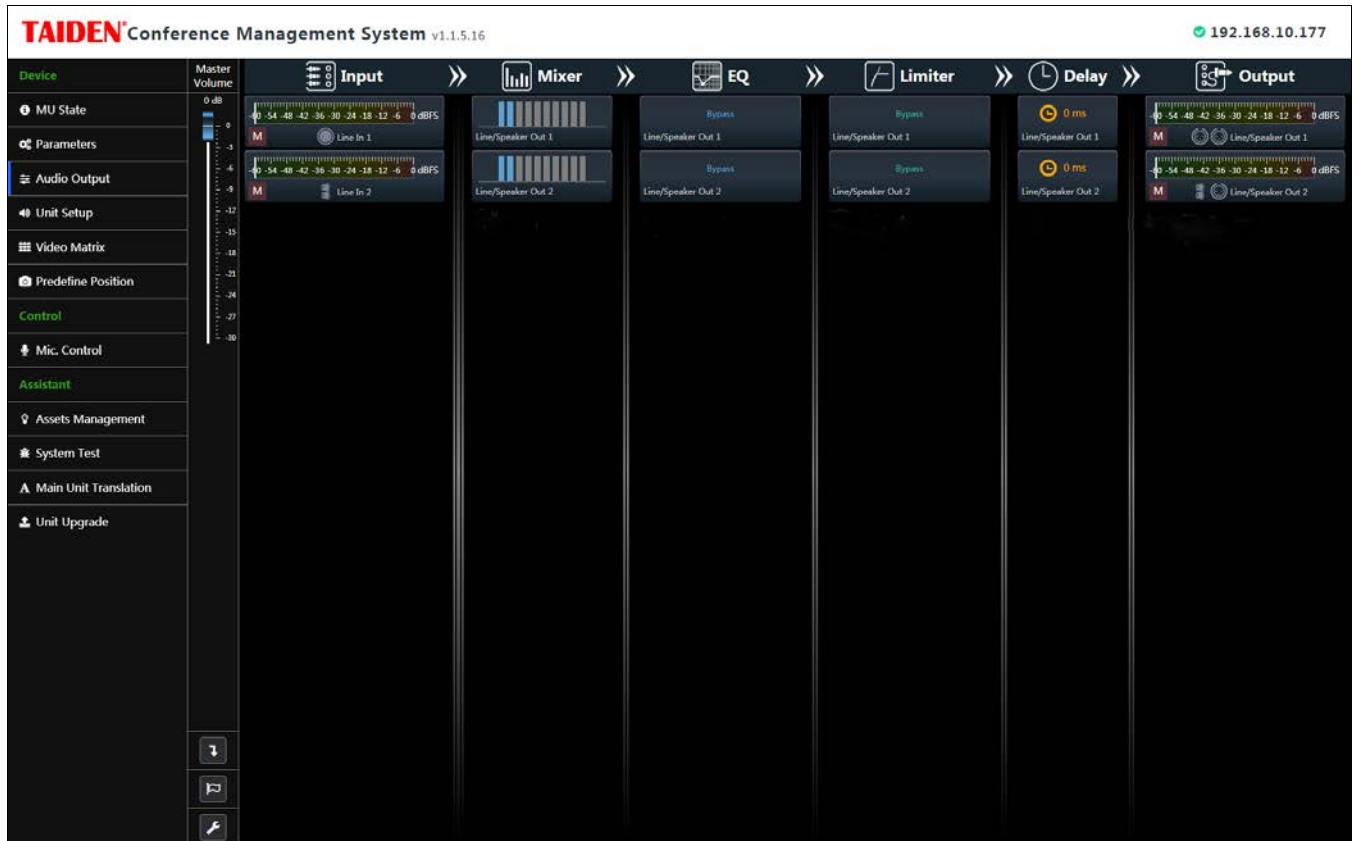 TAIDEN® Conference Management System v1.1.5.16
192.168.10.177
Device
MU State
Parameters
Audio Output
Unit Setup
Video Matrix
Predefine Position
Control
Mic. Control
Assistant
Assets Management
System Test
Main Unit Translation
Unit Upgrade
Master
Volume
0 dB
0
-3
-6
-9
-12
-15
-18
-21
-24
-27
-30
Input
-54 -48 -42 -36 -30 -24 -18 -12 -6 0 dBFS
M Line In 1
-54 -48 -42 -36 -30 -24 -18 -12 -6 0 dBFS
M Line In 2
Mixer
Line/Speaker Out 1
Line/Speaker Out 2
EQ
Bypass
Line/Speaker Out 1
Bypass
Line/Speaker Out 2
Limiter
Bypass
Line/Speaker Out 1
Bypass
Line/Speaker Out 2
Delay
0 ms
Line/Speaker Out 1
0 ms
Line/Speaker Out 2
Output
-54 -48 -42 -36 -30 -24 -18 -12 -6 0 dBFS
M Line/Speaker Out 1
-54 -48 -42 -36 -30 -24 -18 -12 -6 0 dBFS
M Line/Speaker Out 2